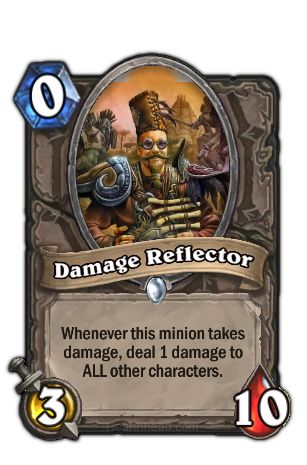 0
Damage Reflector
Whenever this minion takes
damage, deal 1 damage to
ALL other characters.
3
10